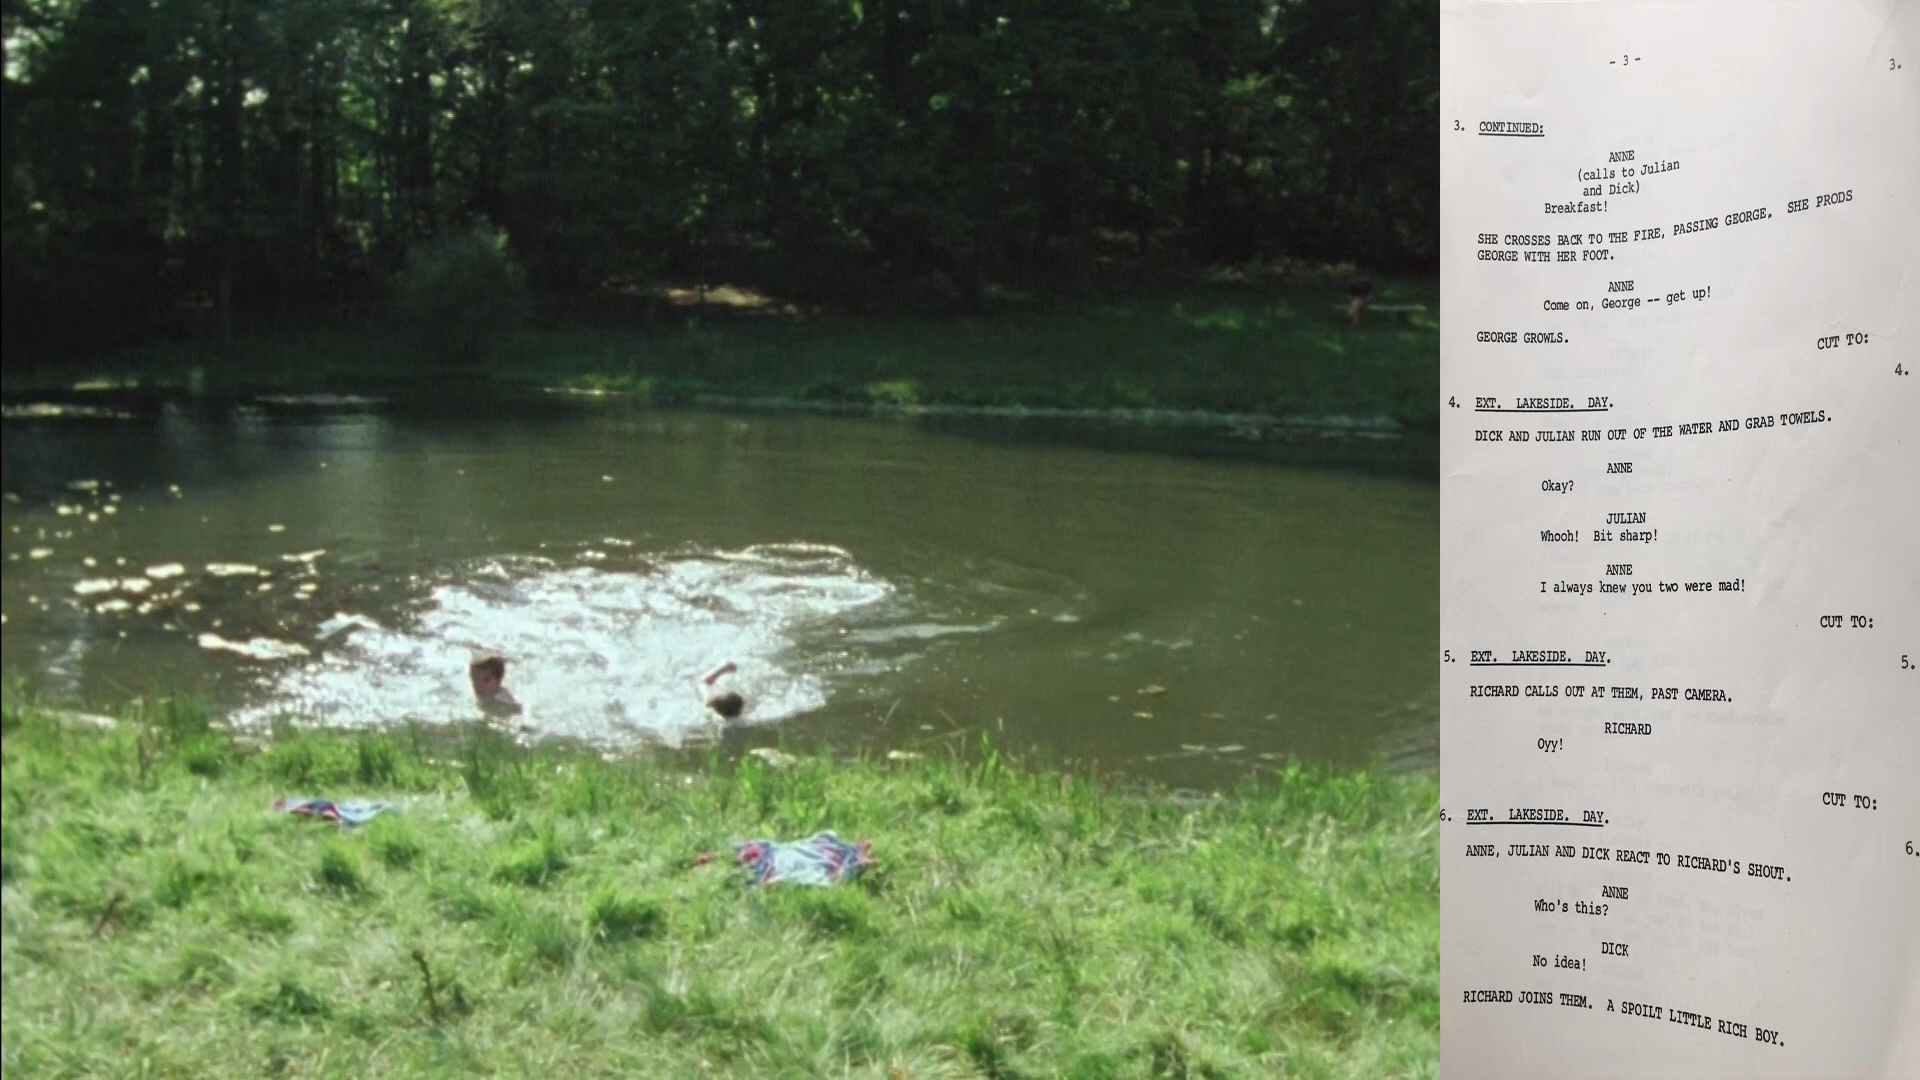 - 3 -
3.
3. CONTINUED:
ANNE
(calls to Julian
and Dick)
Breakfast!
SHE CROSSES BACK TO THE FIRE, PASSING GEORGE. SHE PRODS
GEORGE WITH HER FOOT.
ANNE
Come on, George -- get up!
GEORGE GROWLS.
CUT TO:
4. EXT. LAKESIDE. DAY. 4.
DICK AND JULIAN RUN OUT OF THE WATER AND GRAB TOWELS.
ANNE
Okay?
JULIAN
Whooh! Bit sharp!
ANNE
I always knew you two were mad!
CUT TO:
5. EXT. LAKESIDE. DAY. 5.
RICHARD CALLS OUT AT THEM, PAST CAMERA.
RICHARD
Oyy!
CUT TO:
6. EXT. LAKESIDE. DAY. 6.
ANNE, JULIAN AND DICK REACT TO RICHARD'S SHOUT.
ANNE
Who's this?
DICK
No idea!
RICHARD JOINS THEM. A SPOILT LITTLE RICH BOY.